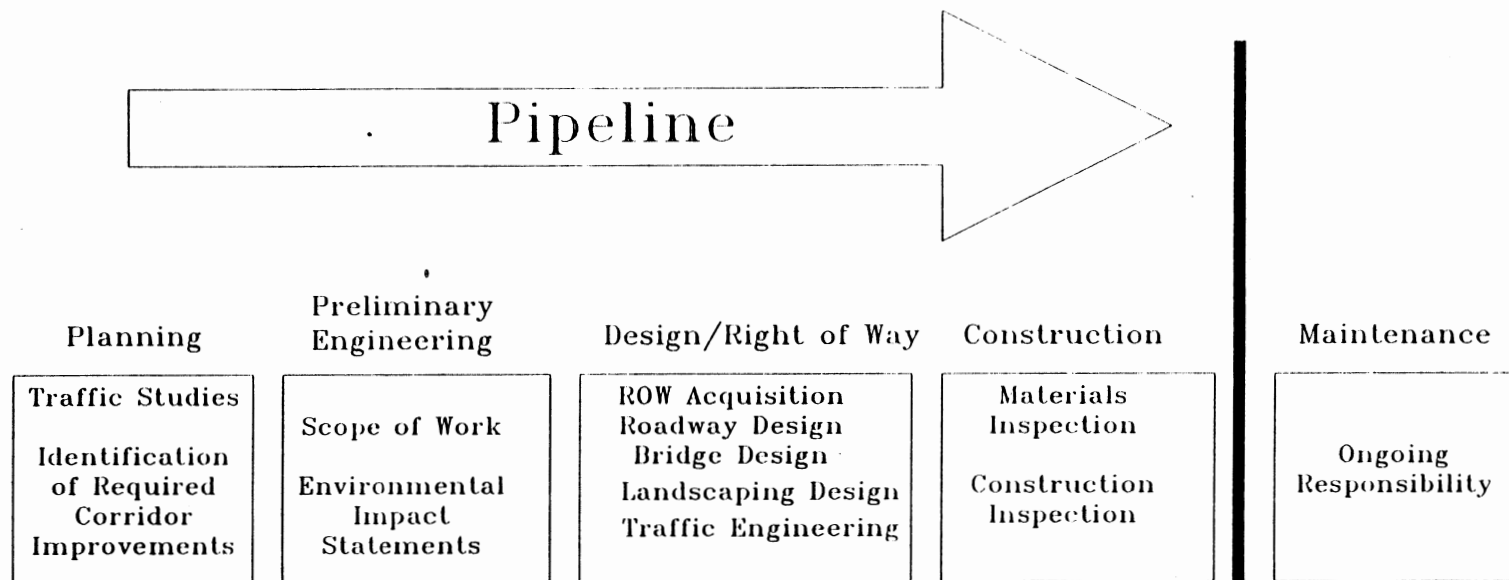 Pipeline
Planning
Traffic Studies
Identification
of Required
Corridor
Improvements
Preliminary
Engineering
Scope of Work
Environmental
Impact
Statements
Design/Right of Way
ROW Acquisition
Roadway Design
Bridge Design
Landscaping Design
Traffic Engineering
Construction
Materials
Inspection
Construction
Inspection
Maintenance
Ongoing
Responsibility